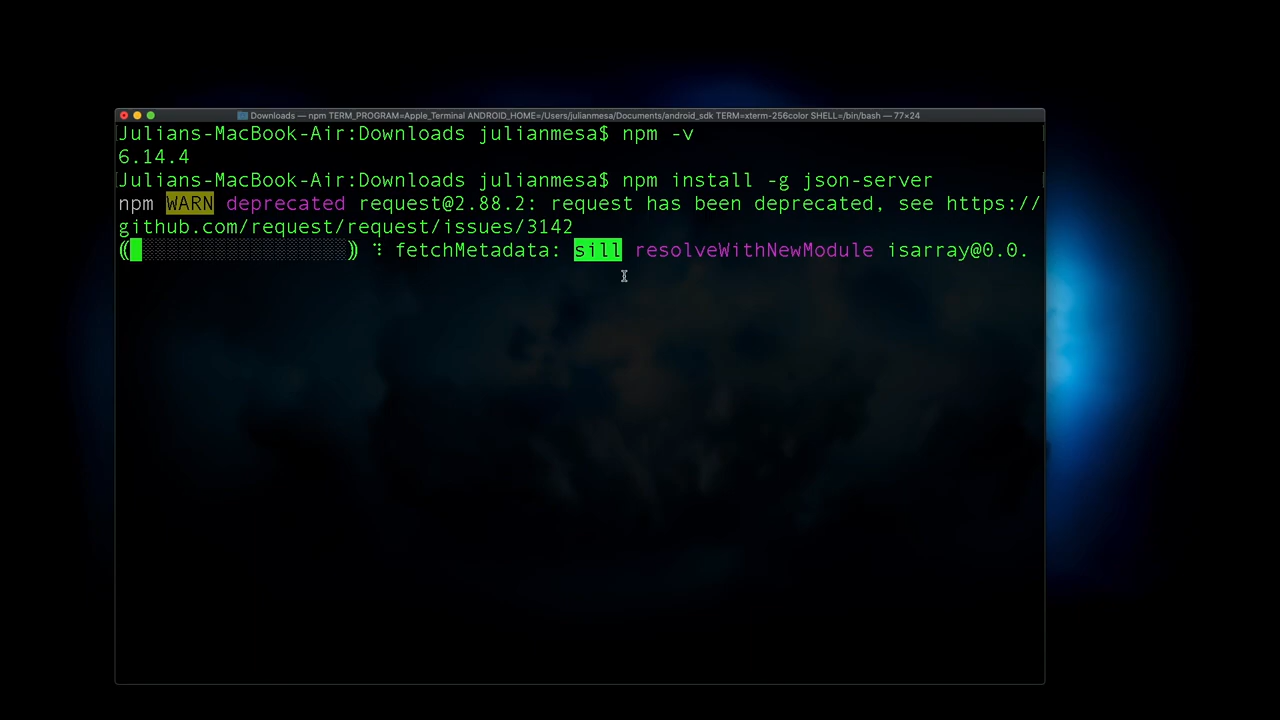 Downloads — npm TERM_PROGRAM=Apple_Terminal ANDROID_HOME=/Users/julianmesa/Documents/android_sdk TERM=xterm-256color SHELL=/bin/bash — 77×24
Julians-MacBook-Air:Downloads julianmesa$ npm -v
6.14.4
Julians-MacBook-Air:Downloads julianmesa$ npm install -g json-server
npm WARN deprecated request@2.88.2: request has been deprecated, see https://
github.com/request/request/issues/3142
fetchMetadata: sill resolveWithNewModule isarray@0.0.